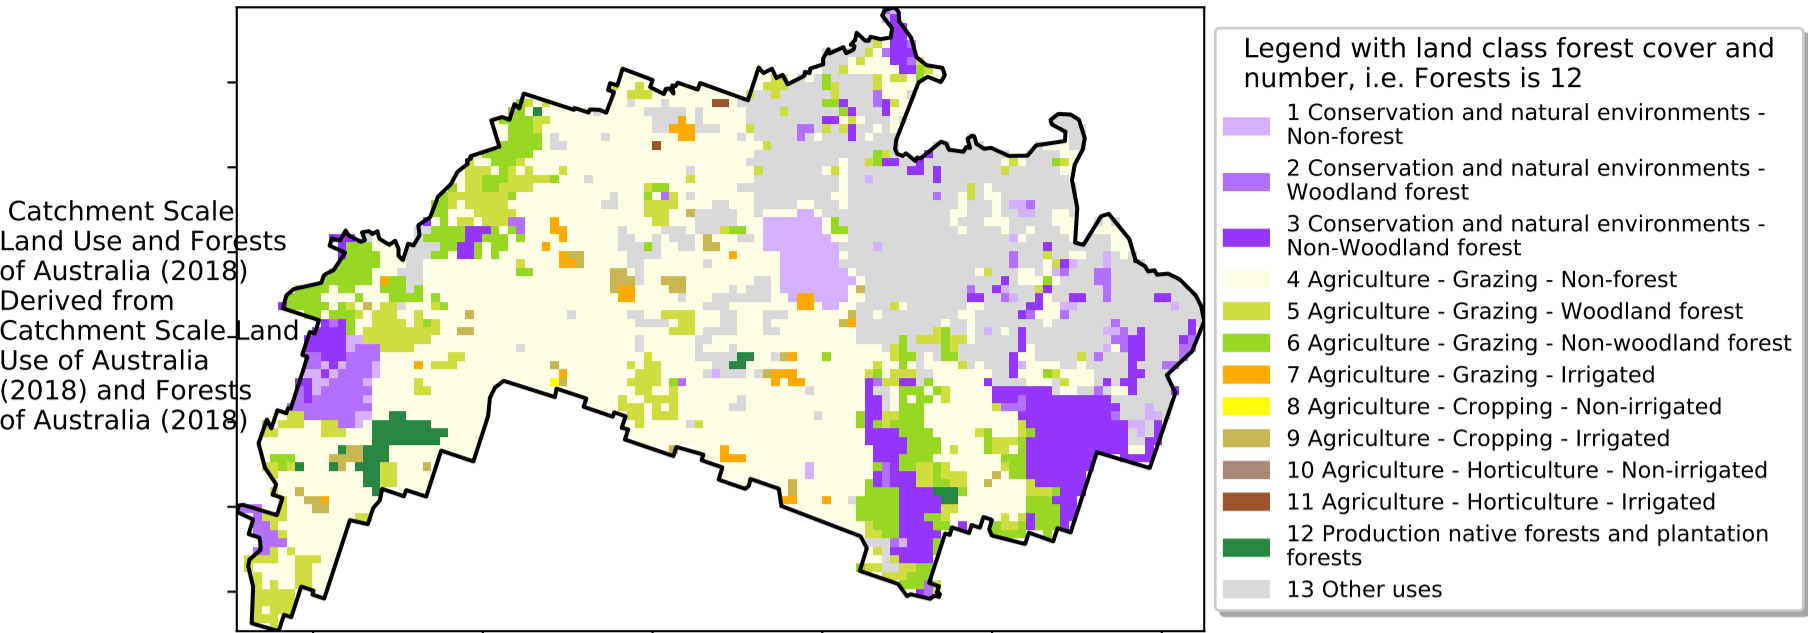 Catchment Scale
Land Use and Forests
of Australia (2018)
Derived from
Catchment Scale Land
Use of Australia
(2018) and Forests
of Australia (2018)
Legend with land class forest cover and
number, i.e. Forests is 12
1 Conservation and natural environments -
Non-forest
2 Conservation and natural environments -
Woodland forest
3 Conservation and natural environments -
Non-Woodland forest
4 Agriculture - Grazing - Non-forest
5 Agriculture - Grazing - Woodland forest
6 Agriculture - Grazing - Non-woodland forest
7 Agriculture - Grazing - Irrigated
8 Agriculture - Cropping - Non-irrigated
9 Agriculture - Cropping - Irrigated
10 Agriculture - Horticulture - Non-irrigated
11 Agriculture - Horticulture - Irrigated
12 Production native forests and plantation
forests
13 Other uses